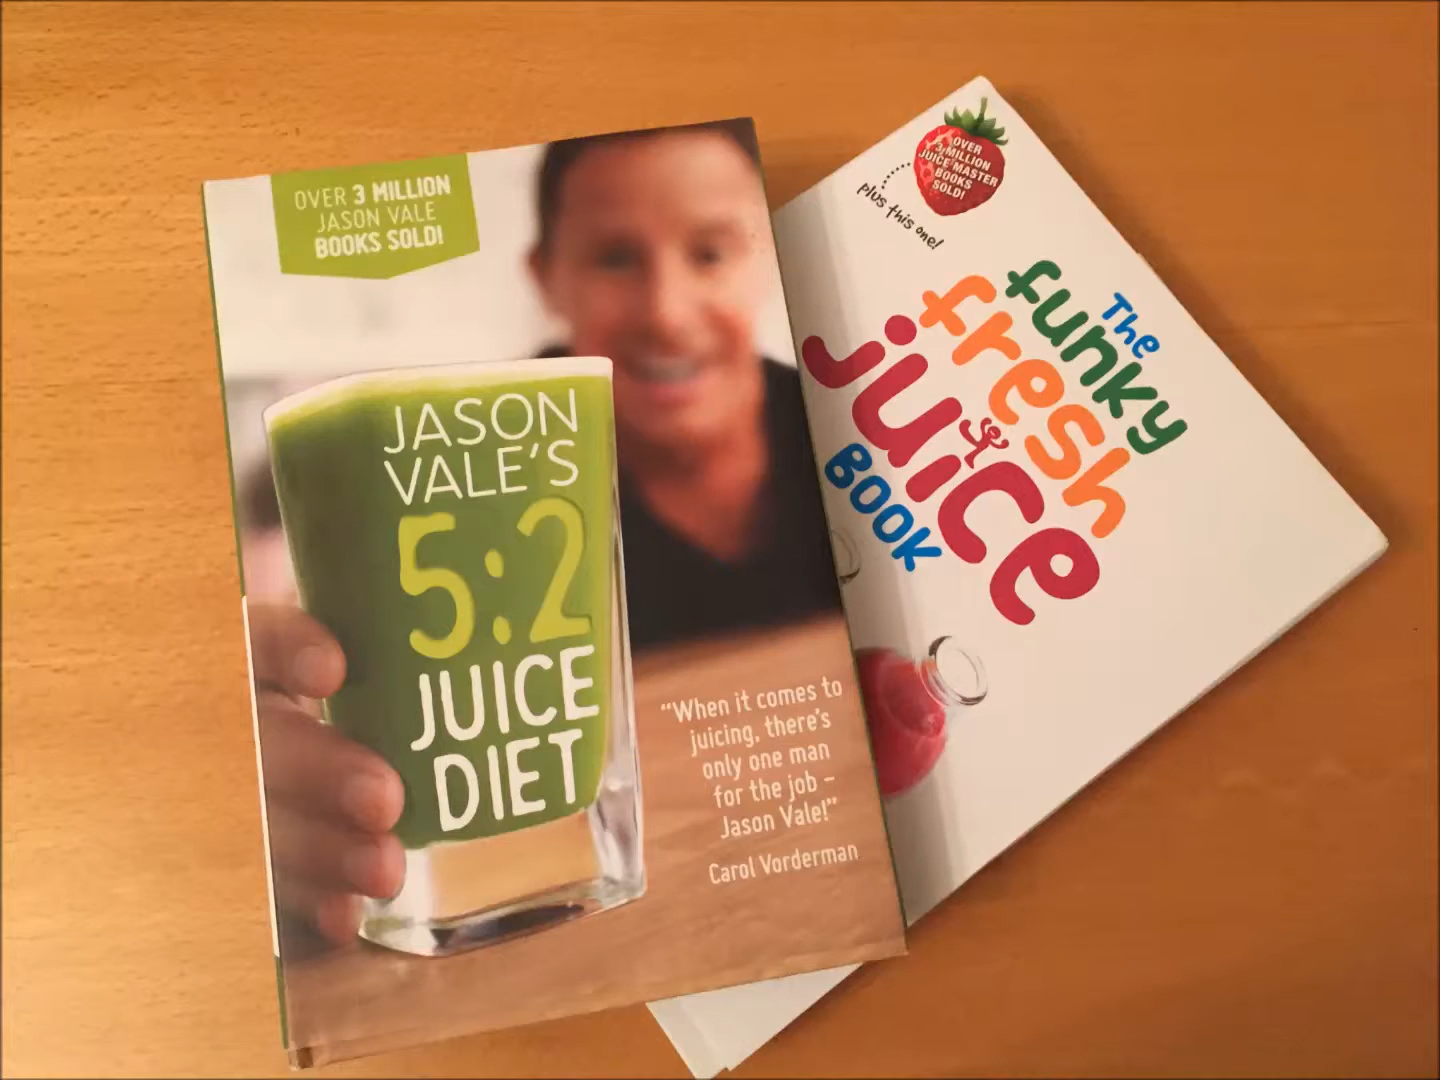 OVER 3 MILLION
JASON VALE
BOOKS SOLD!
JASON
VALE'S
5:2
JUICE
DIET
"When it comes to
juicing, there's
only one man
for the job –
Jason Vale!"
Carol Vorderman
OVER
3 MILLION
JUICE MASTER
BOOKS
SOLD!
plus this one!
The
funky
fresh
juice
BOOK